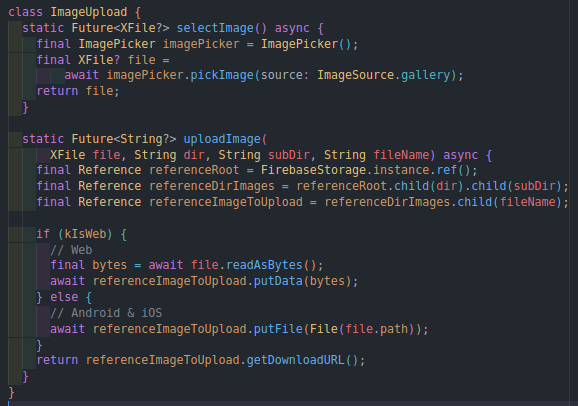 class ImageUpload {
  static Future<XFile?> selectImage() async {
    final ImagePicker imagePicker = ImagePicker();
    final XFile? file =
        await imagePicker.pickImage(source: ImageSource.gallery);
    return file;
  }

  static Future<String?> uploadImage(
      XFile file, String dir, String subDir, String fileName) async {
    final Reference referenceRoot = FirebaseStorage.instance.ref();
    final Reference referenceDirImages = referenceRoot.child(dir).child(subDir);
    final Reference referenceImageToUpload = referenceDirImages.child(fileName);

    if (kIsWeb) {
      // Web
      final bytes = await file.readAsBytes();
      await referenceImageToUpload.putData(bytes);
    } else {
      // Android & iOS
      await referenceImageToUpload.putFile(File(file.path));
    }
    return referenceImageToUpload.getDownloadURL();
  }
}